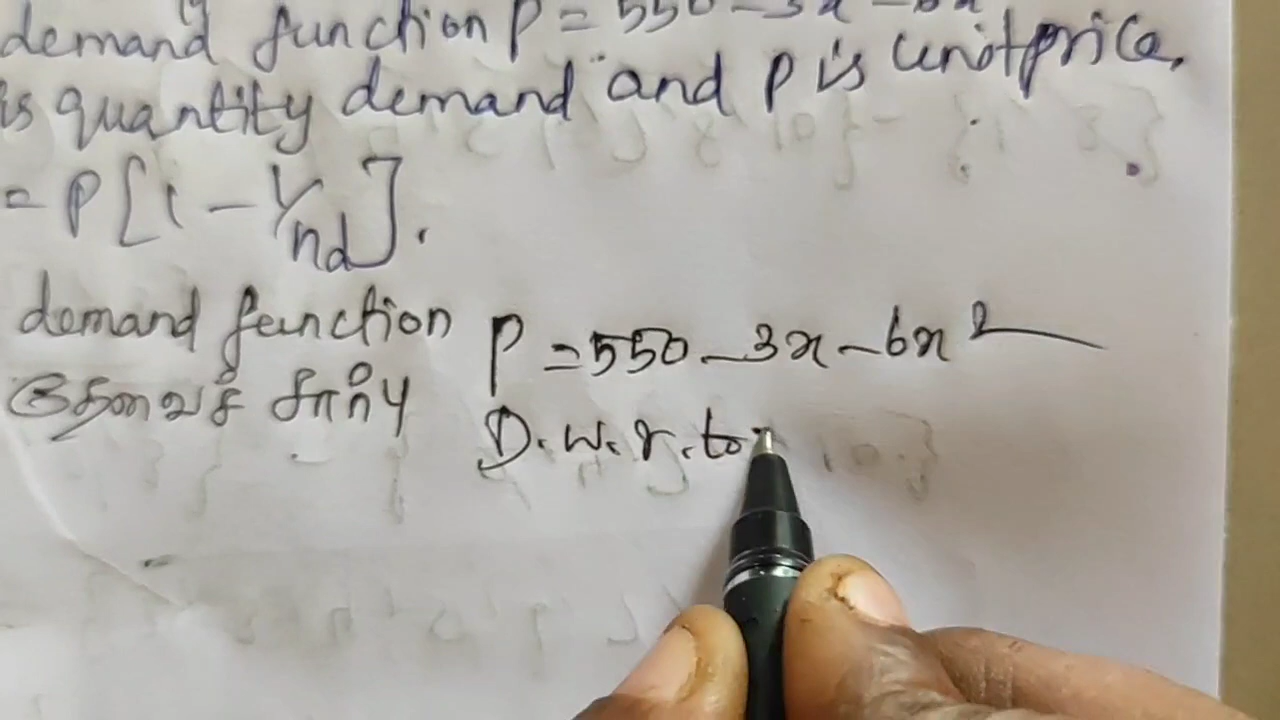 demand function P = 550 - 3x - 6x
is quantity demand and P is unit price.
= P [1 - 1/nd].
demand function P = 550 - 3x - 6x²
சார்பு
D.w.r.to